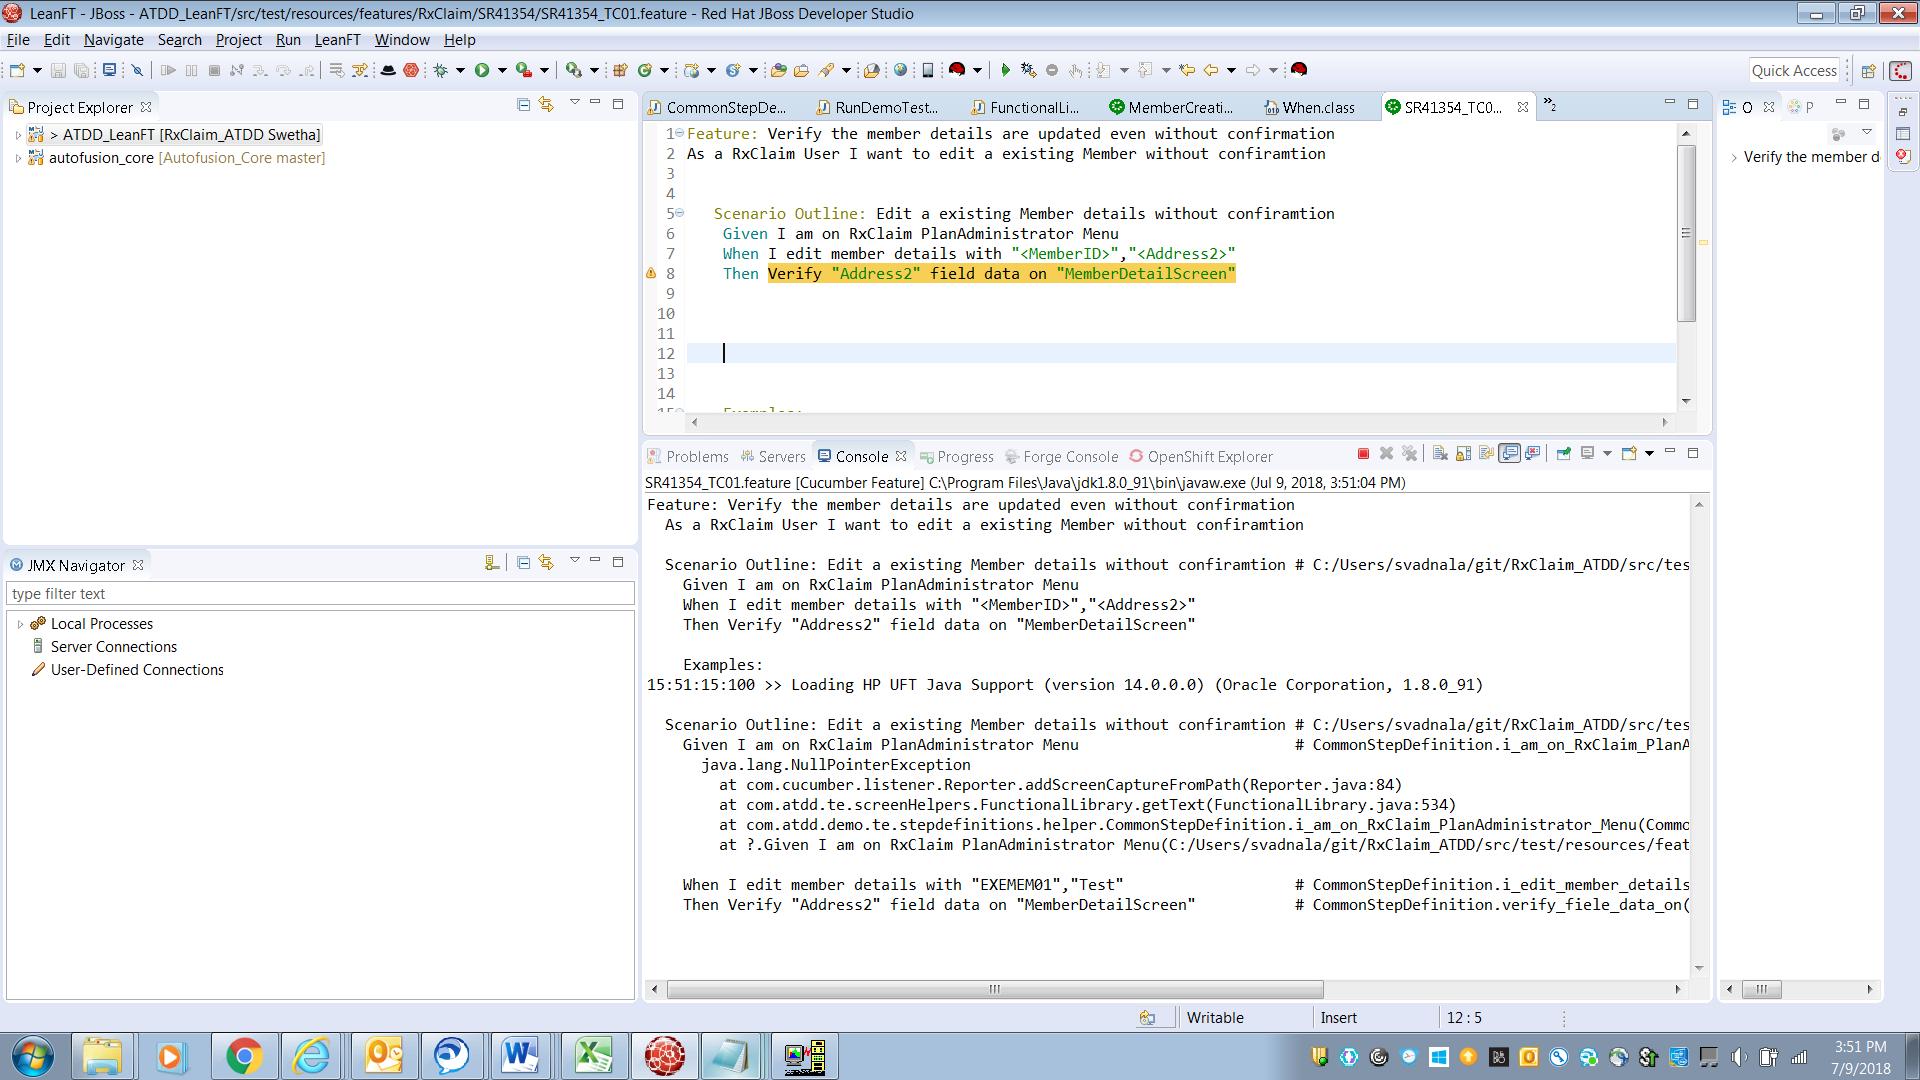 LeanFT - JBoss - ATDD_LeanFT/src/test/resources/features/RxClaim/SR41354/SR41354_TC01.feature - Red Hat JBoss Developer Studio
File Edit Navigate Search Project Run LeanFT Window Help
Quick Access
Project Explorer
> ATDD_LeanFT [RxClaim_ATDD Swetha]
autofusion_core [Autofusion_Core master]
JMX Navigator
type filter text
Local Processes
Server Connections
User-Defined Connections
CommonStepDe... RunDemoTest... FunctionalLi... MemberCreati... When.class SR41354_TC0... »2
1 Feature: Verify the member details are updated even without confirmation
2 As a RxClaim User I want to edit a existing Member without confiramtion
3
4
5 Scenario Outline: Edit a existing Member details without confiramtion
6 Given I am on RxClaim PlanAdministrator Menu
7 When I edit member details with "<MemberID>","<Address2>"
8 Then Verify "Address2" field data on "MemberDetailScreen"
9
10
11
12
13
14
15 Examples:
O P
Verify the member d
Problems Servers Console Progress Forge Console OpenShift Explorer
SR41354_TC01.feature [Cucumber Feature] C:\Program Files\Java\jdk1.8.0_91\bin\javaw.exe (Jul 9, 2018, 3:51:04 PM)
Feature: Verify the member details are updated even without confirmation
As a RxClaim User I want to edit a existing Member without confiramtion
Scenario Outline: Edit a existing Member details without confiramtion # C:/Users/svadnala/git/RxClaim_ATDD/src/tes
Given I am on RxClaim PlanAdministrator Menu
When I edit member details with "<MemberID>","<Address2>"
Then Verify "Address2" field data on "MemberDetailScreen"
Examples:
15:51:15:100 >> Loading HP UFT Java Support (version 14.0.0.0) (Oracle Corporation, 1.8.0_91)
Scenario Outline: Edit a existing Member details without confiramtion # C:/Users/svadnala/git/RxClaim_ATDD/src/tes
Given I am on RxClaim PlanAdministrator Menu # CommonStepDefinition.i_am_on_RxClaim_PlanA
java.lang.NullPointerException
at com.cucumber.listener.Reporter.addScreenCaptureFromPath(Reporter.java:84)
at com.atdd.te.screenHelpers.FunctionalLibrary.getText(FunctionalLibrary.java:534)
at com.atdd.demo.te.stepdefinitions.helper.CommonStepDefinition.i_am_on_RxClaim_PlanAdministrator_Menu(Commo
at ?.Given I am on RxClaim PlanAdministrator Menu(C:/Users/svadnala/git/RxClaim_ATDD/src/test/resources/feat
When I edit member details with "EXEMEM01","Test" # CommonStepDefinition.i_edit_member_details
Then Verify "Address2" field data on "MemberDetailScreen" # CommonStepDefinition.verify_fiele_data_on(
Writable Insert 12 : 5
3:51 PM
7/9/2018